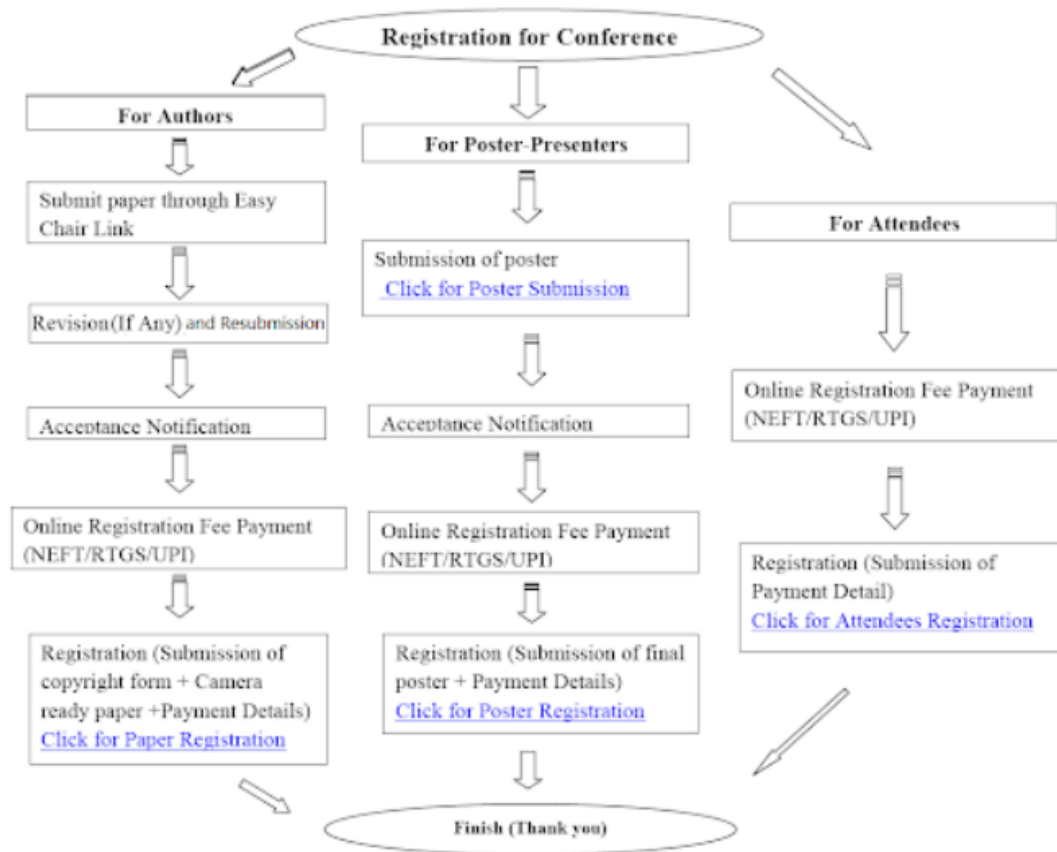 Registration for Conference
For Authors
Submit paper through Easy
Chair Link
Revision(If Any) and Resubmission
Acceptance Notification
Online Registration Fee Payment
(NEFT/RTGS/UPI)
Registration (Submission of
copyright form + Camera
ready paper +Payment Details)
Click for Paper Registration
For Poster-Presenters
Submission of poster
Click for Poster Submission
Acceptance Notification
Online Registration Fee Payment
(NEFT/RTGS/UPI)
Registration (Submission of final
poster + Payment Details)
Click for Poster Registration
For Attendees
Online Registration Fee Payment
(NEFT/RTGS/UPI)
Registration (Submission of
Payment Detail)
Click for Attendees Registration
Finish (Thank you)